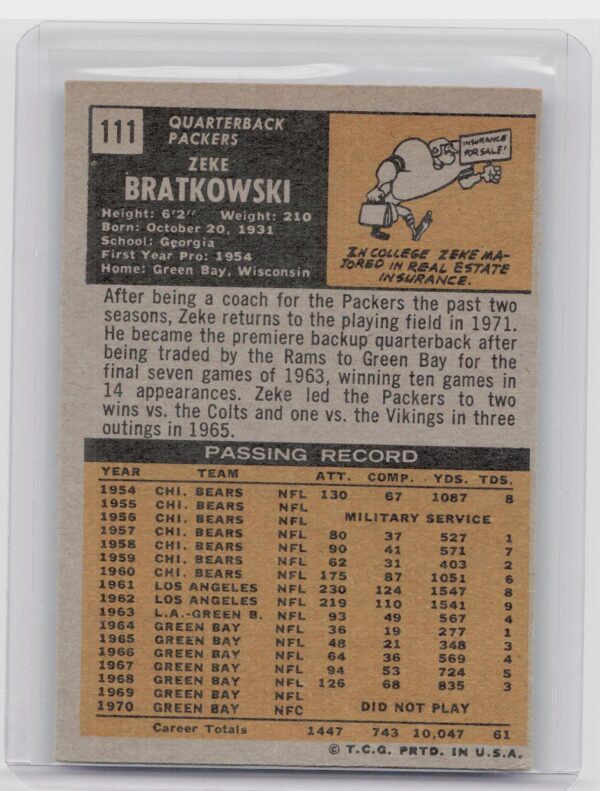 111
QUARTERBACK
PACKERS
ZEKE
BRATKOWSKI
Height: 6'2" Weight: 210
Born: October 20, 1931
School: Georgia
First Year Pro: 1954
Home: Green Bay, Wisconsin
INSURANCE
FOR SALE!
IN COLLEGE ZEKE MA-
JORED IN REAL ESTATE
INSURANCE.
After being a coach for the Packers the past two
seasons, Zeke returns to the playing field in 1971.
He became the premiere backup quarterback after
being traded by the Rams to Green Bay for the
final seven games of 1963, winning ten games in
14 appearances. Zeke led the Packers to two
wins vs. the Colts and one vs. the Vikings in three
outings in 1965.
PASSING RECORD
YEAR TEAM ATT. COMP. YDS. TDS.
1954 CHI. BEARS NFL 130 67 1087 8
1955 CHI. BEARS NFL
1956 CHI. BEARS NFL MILITARY SERVICE
1957 CHI. BEARS NFL 80 37 527 1
1958 CHI. BEARS NFL 90 41 571 7
1959 CHI. BEARS NFL 62 31 403 2
1960 CHI. BEARS NFL 175 87 1051 6
1961 LOS ANGELES NFL 230 124 1547 8
1962 LOS ANGELES NFL 219 110 1541 9
1963 L.A.-GREEN B. NFL 93 49 567 4
1964 GREEN BAY NFL 36 19 277 1
1965 GREEN BAY NFL 48 21 348 3
1966 GREEN BAY NFL 64 36 569 4
1967 GREEN BAY NFL 94 53 724 5
1968 GREEN BAY NFL 126 68 835 3
1969 GREEN BAY NFL
1970 GREEN BAY NFC DID NOT PLAY
Career Totals 1447 743 10,047 61
© T.C.G. PRTD. IN U.S.A.